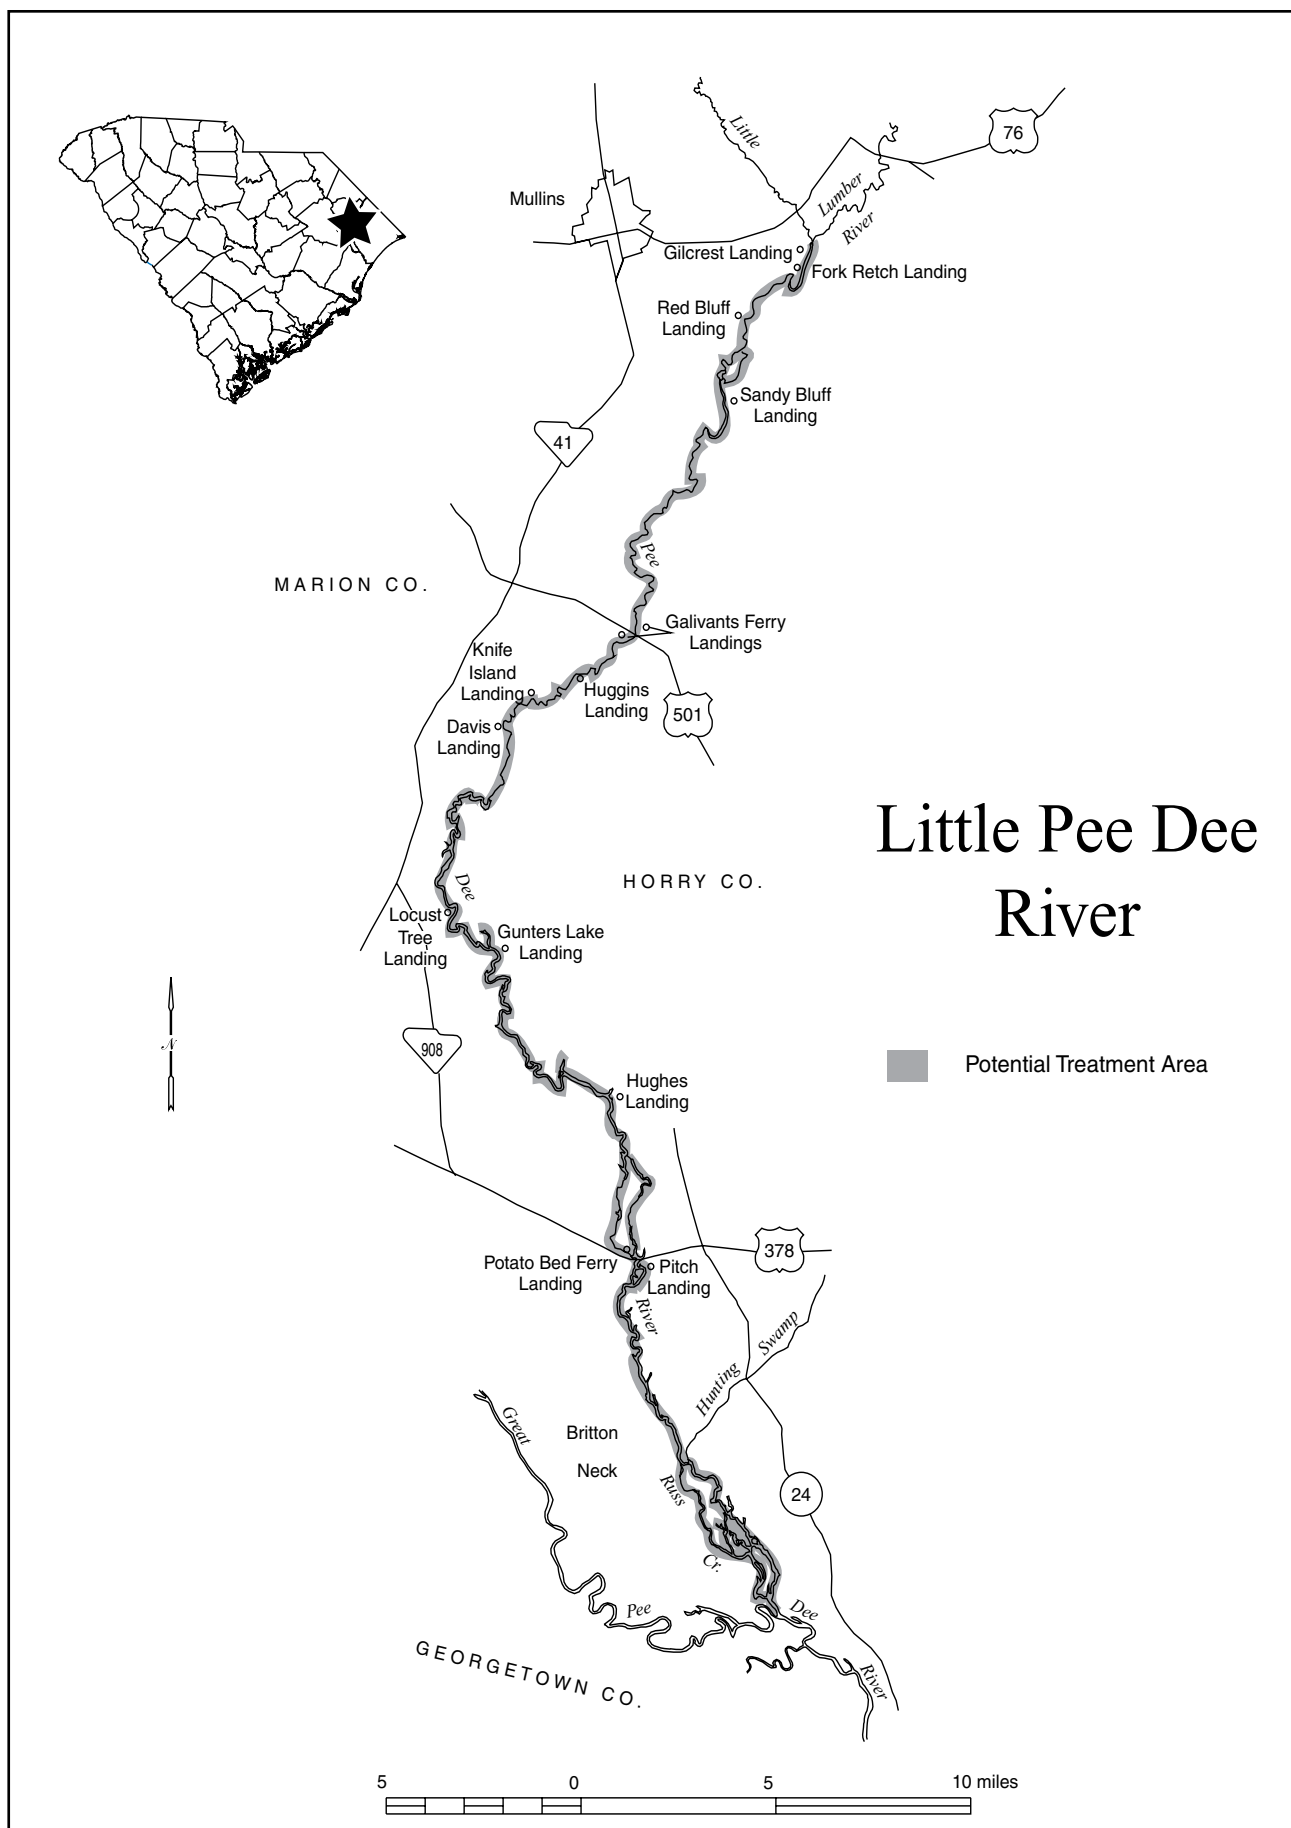 Little
76
Mullins
Lumber
River
Gilcrest Landing
Fork Retch Landing
Red Bluff
Landing
Sandy Bluff
Landing
41
Pee
MARION CO.
Galivants Ferry
Landings
Knife
Island
Landing
Huggins
Landing
501
Davis
Landing
Little Pee Dee
River
HORRY CO.
Dee
Locust
Tree
Landing
Gunters Lake
Landing
N
908
Potential Treatment Area
Hughes
Landing
378
Potato Bed Ferry
Landing
Pitch
Landing
River
Swamp
Hunting
Great
Britton
Neck
Russ
24
Cr.
Pee
Dee
River
GEORGETOWN CO.
5 0 5 10 miles